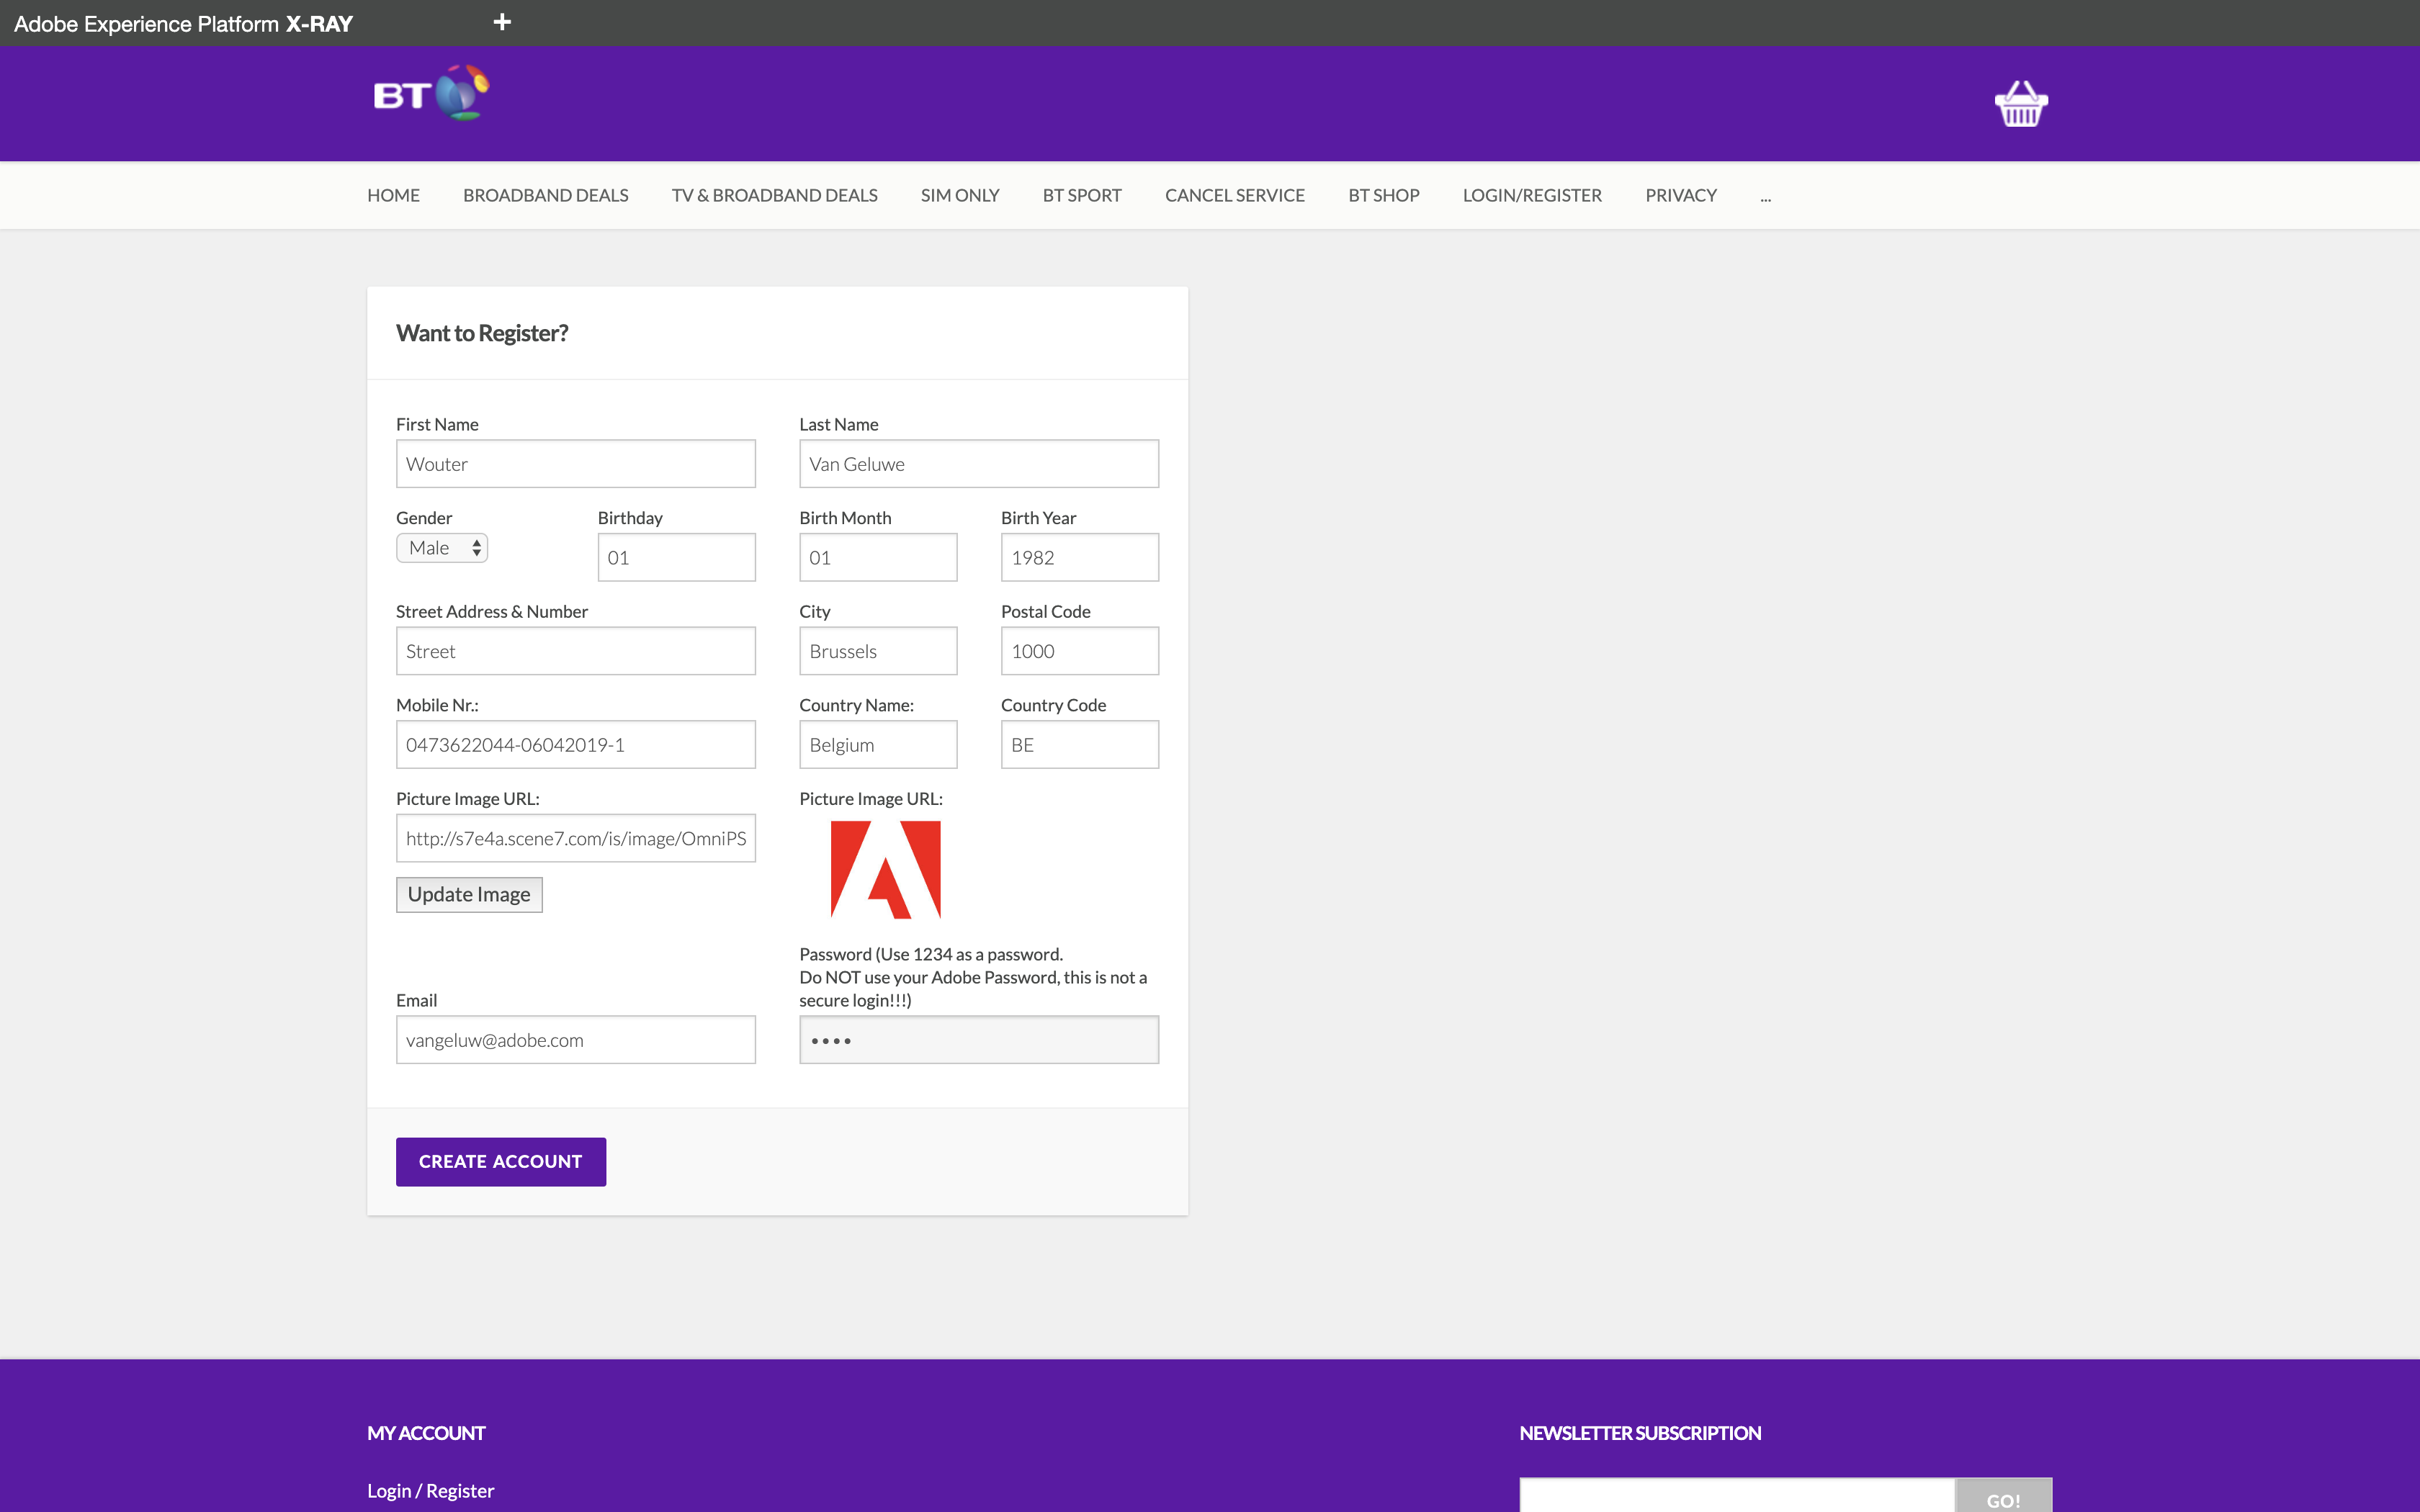 Adobe Experience Platform X-RAY +
BT
HOME BROADBAND DEALS TV & BROADBAND DEALS SIM ONLY BT SPORT CANCEL SERVICE BT SHOP LOGIN/REGISTER PRIVACY ...
Want to Register?
First Name Last Name
Wouter Van Geluwe
Gender Birthday Birth Month Birth Year
Male 01 01 1982
Street Address & Number City Postal Code
Street Brussels 1000
Mobile Nr.: Country Name: Country Code
0473622044-06042019-1 Belgium BE
Picture Image URL: Picture Image URL:
http://s7e4a.scene7.com/is/image/OmniPS
Update Image
Password (Use 1234 as a password.
Do NOT use your Adobe Password, this is not a
Email secure login!!!)
vangeluw@adobe.com ••••
CREATE ACCOUNT
MY ACCOUNT NEWSLETTER SUBSCRIPTION
Login / Register GO!